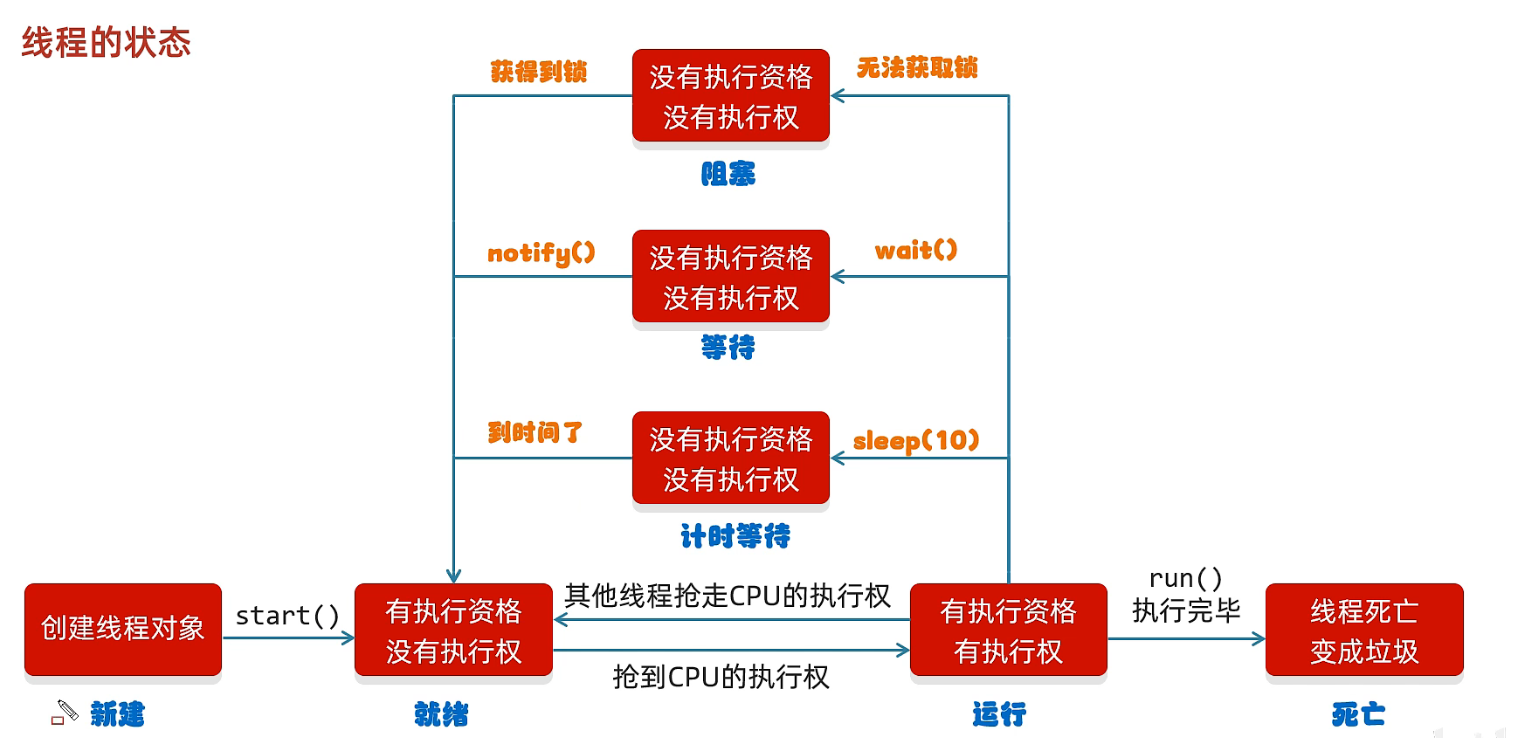 线程的状态
获得到锁
没有执行资格
没有执行权
无法获取锁
阻塞
notify()
没有执行资格
没有执行权
wait()
等待
到时间了
没有执行资格
没有执行权
sleep(10)
计时等待
创建线程对象
start()
有执行资格
没有执行权
其他线程抢走CPU的执行权
抢到CPU的执行权
有执行资格
有执行权
run()
执行完毕
线程死亡
变成垃圾
新建
就绪
运行
死亡